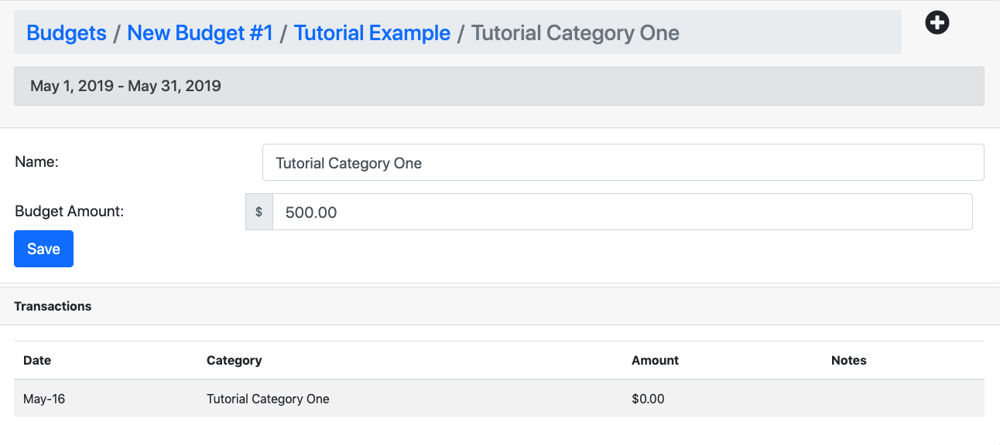 Budgets / New Budget #1 / Tutorial Example / Tutorial Category One
May 1, 2019 - May 31, 2019
Name: Tutorial Category One
Budget Amount: $ 500.00
Save
Transactions
Date Category Amount Notes
May-16 Tutorial Category One $0.00